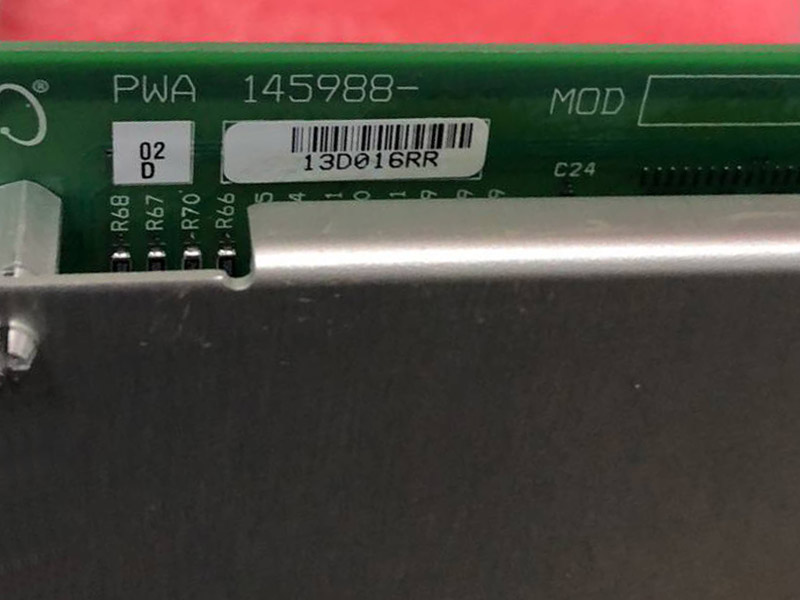 ®
PWA 145988-
MOD
02
D
13D016RR
C24
R68
R67
R70
R66